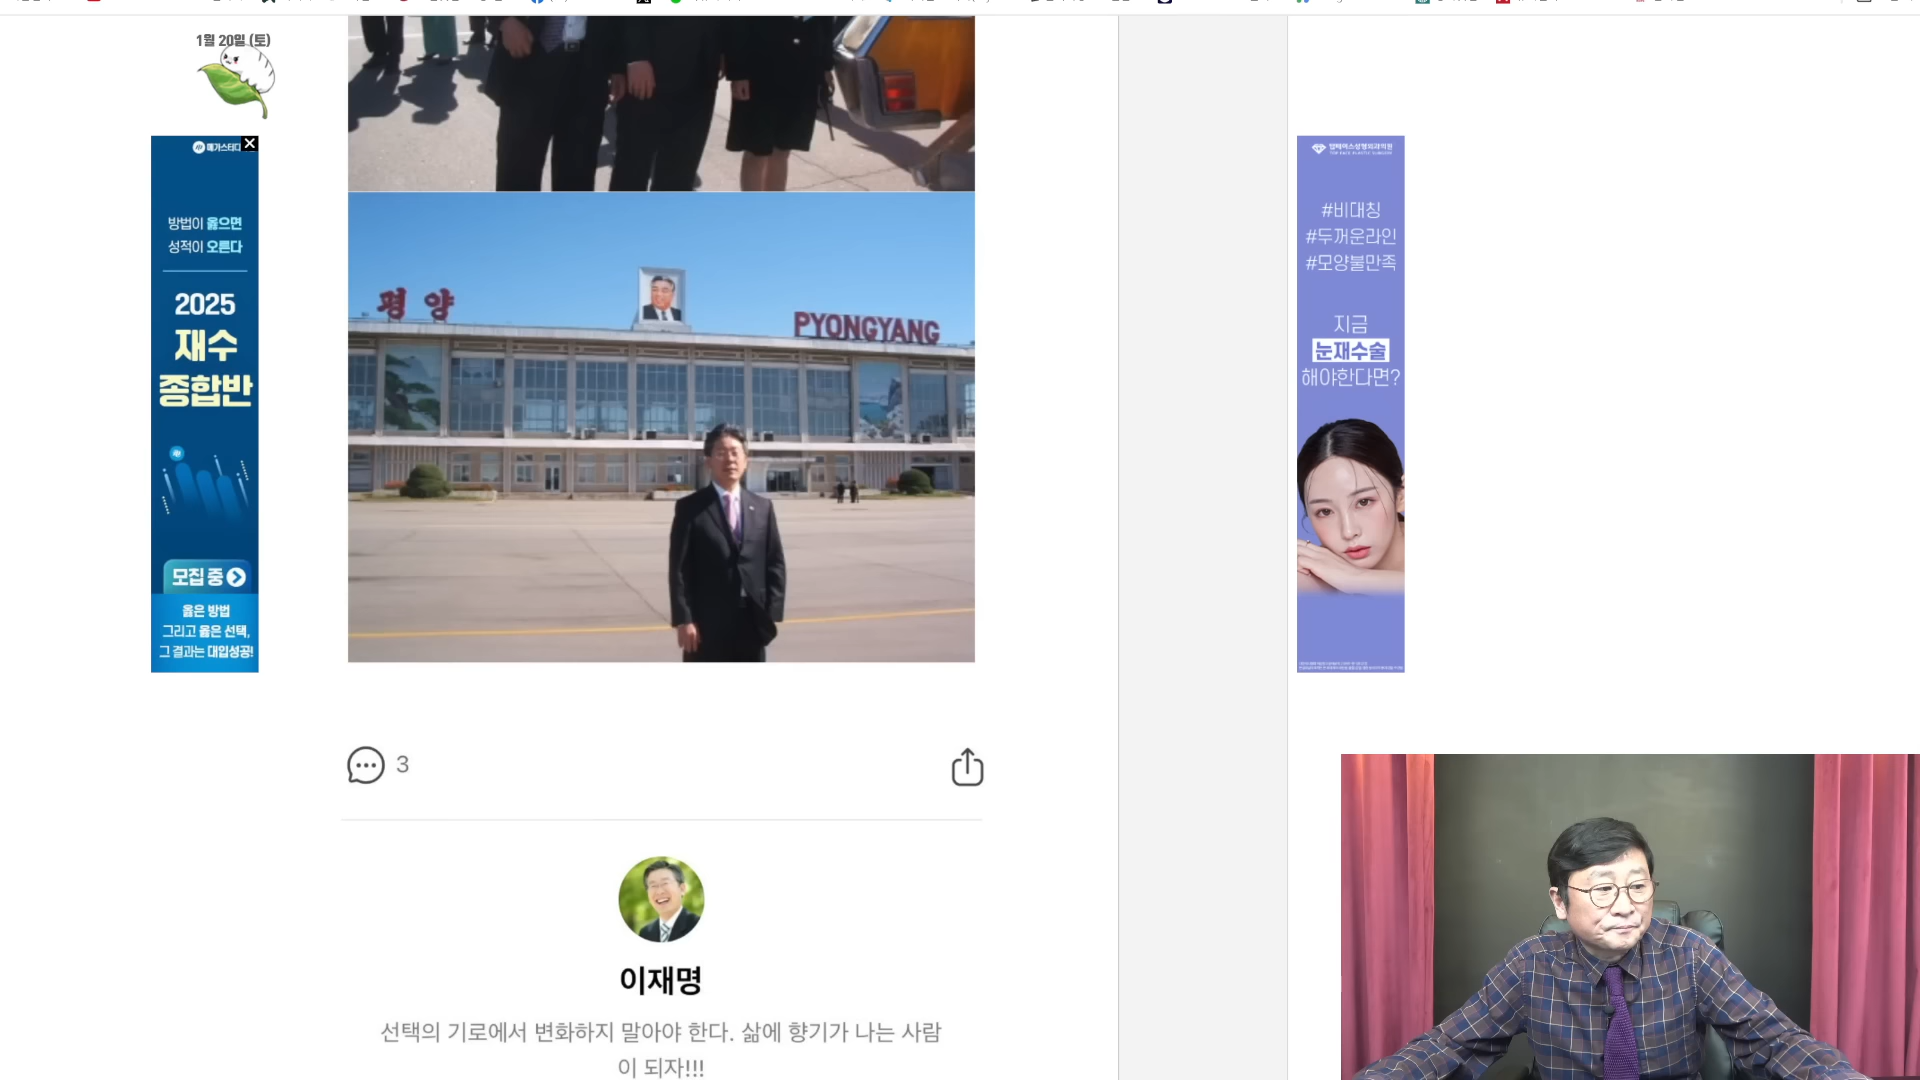 1월 20일 (토)
메가스터디
방법이 옳으면
성적이 오른다
2025
재수
종합반
모집 중
옳은 방법
그리고 옳은 선택,
그 결과는 대입성공!
평양
PYONGYANG
3
이재명
선택의 기로에서 변화하지 말아야 한다. 삶에 향기가 나는 사람
이 되자!!!
#비대칭
#두꺼운라인
#모양불만족
지금
눈재수술
해야한다면?